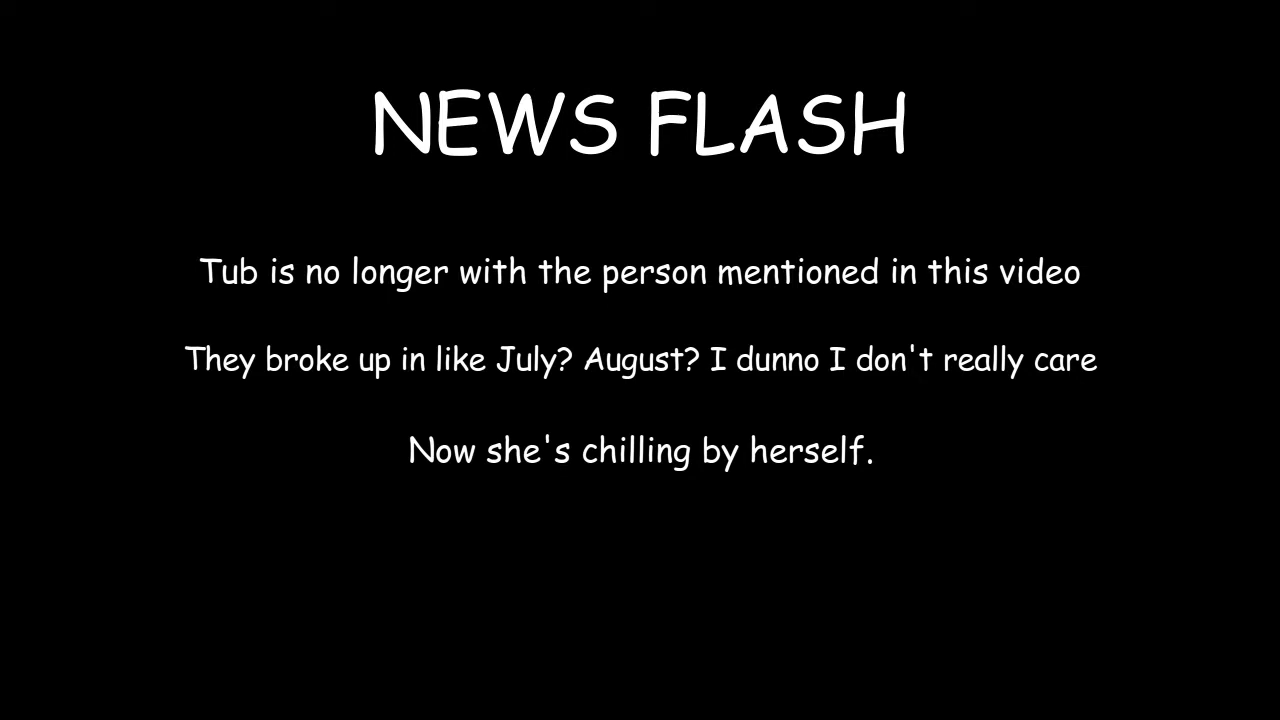 NEWS FLASH
Tub is no longer with the person mentioned in this video
They broke up in like July? August? I dunno I don't really care
Now she's chilling by herself.